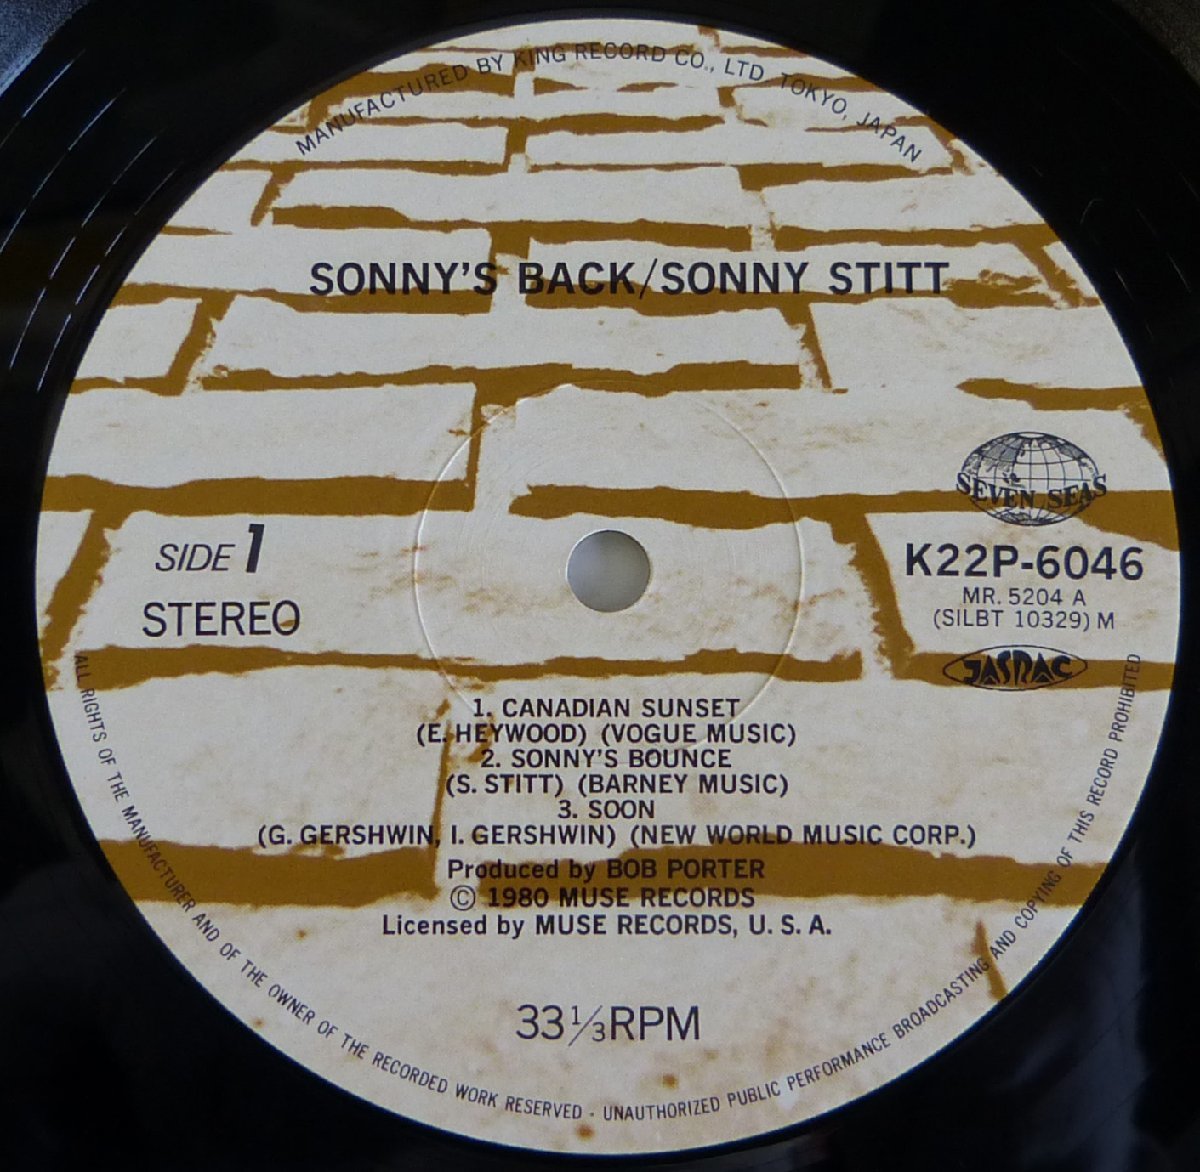 MANUFACTURED BY KING RECORD CO., LTD. TOKYO, JAPAN
SONNY'S BACK/SONNY STITT
SEVEN SEAS
SIDE 1
STEREO
K22P-6046
MR. 5204 A
(SILBT 10329) M
JASRAC
1. CANADIAN SUNSET
(E. HEYWOOD) (VOGUE MUSIC)
2. SONNY'S BOUNCE
(S. STITT) (BARNEY MUSIC)
3. SOON
(G. GERSHWIN, I. GERSHWIN) (NEW WORLD MUSIC CORP.)
Produced by BOB PORTER
Ⓒ 1980 MUSE RECORDS
Licensed by MUSE RECORDS, U. S. A.
33 1/3 RPM
ALL RIGHTS OF THE MANUFACTURER AND OF THE OWNER OF THE RECORDED WORK RESERVED - UNAUTHORIZED PUBLIC PERFORMANCE BROADCASTING AND COPYING OF THIS RECORD PROHIBITED